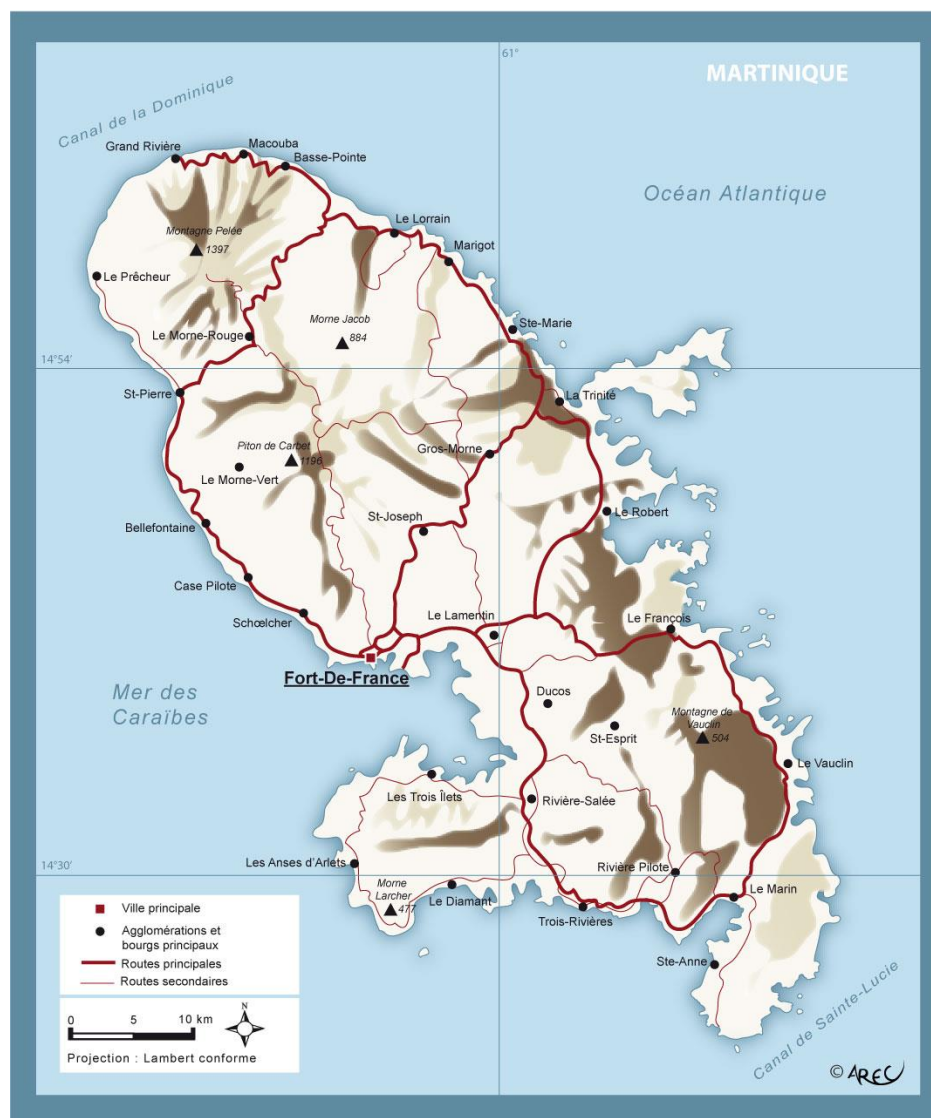 61°
MARTINIQUE
Canal de la Dominique
Grand Rivière
Macouba
Basse-Pointe
Océan Atlantique
Le Lorrain
Montagne Pelée
1397
Marigot
Le Prêcheur
Morne Jacob
884
Ste-Marie
Le Morne-Rouge
14°54'
St-Pierre
La Trinité
Piton de Carbet
1196
Gros-Morne
Le Morne-Vert
Le Robert
St-Joseph
Bellefontaine
Case Pilote
Le Lamentin
Schœlcher
Le François
Fort-De-France
Mer des
Caraïbes
Ducos
Montagne de
Vauclin
504
St-Esprit
Le Vauclin
Les Trois Îlets
Rivière-Salée
Les Anses d'Arlets
14°30'
Rivière Pilote
Morne
Larcher
477
Le Diamant
Le Marin
Trois-Rivières
Ste-Anne
Canal de Sainte-Lucie
Ville principale
Agglomérations et
bourgs principaux
Routes principales
Routes secondaires
0 5 10 km
N
Projection : Lambert conforme
© AREC